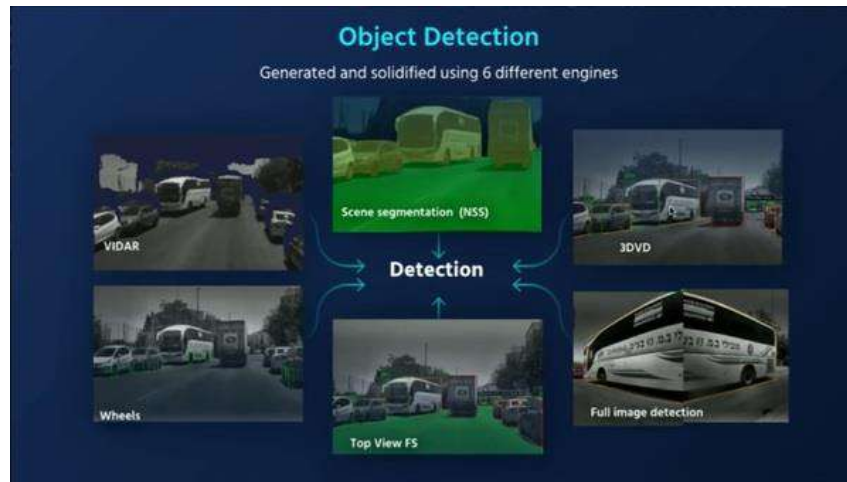 Object Detection
Generated and solidified using 6 different engines
Scene segmentation (NSS)
VIDAR
3DVD
Detection
Wheels
Top View FS
Full image detection